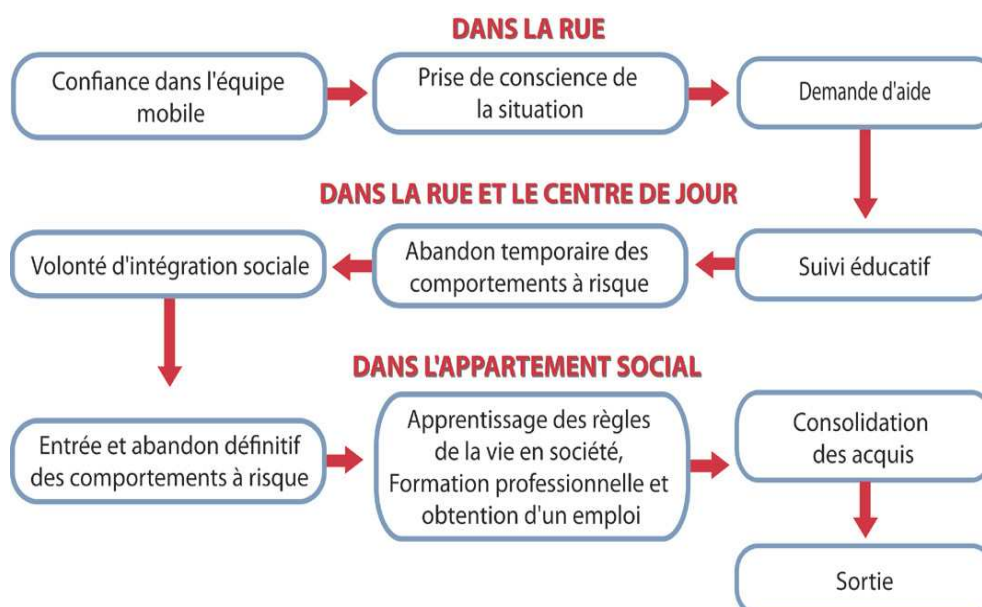 DANS LA RUE
Confiance dans l'équipe
mobile
Prise de conscience de
la situation
Demande d'aide
DANS LA RUE ET LE CENTRE DE JOUR
Suivi éducatif
Abandon temporaire des
comportements à risque
Volonté d'intégration sociale
DANS L'APPARTEMENT SOCIAL
Entrée et abandon définitif
des comportements à risque
Apprentissage des règles
de la vie en société,
Formation professionnelle et
obtention d'un emploi
Consolidation
des acquis
Sortie